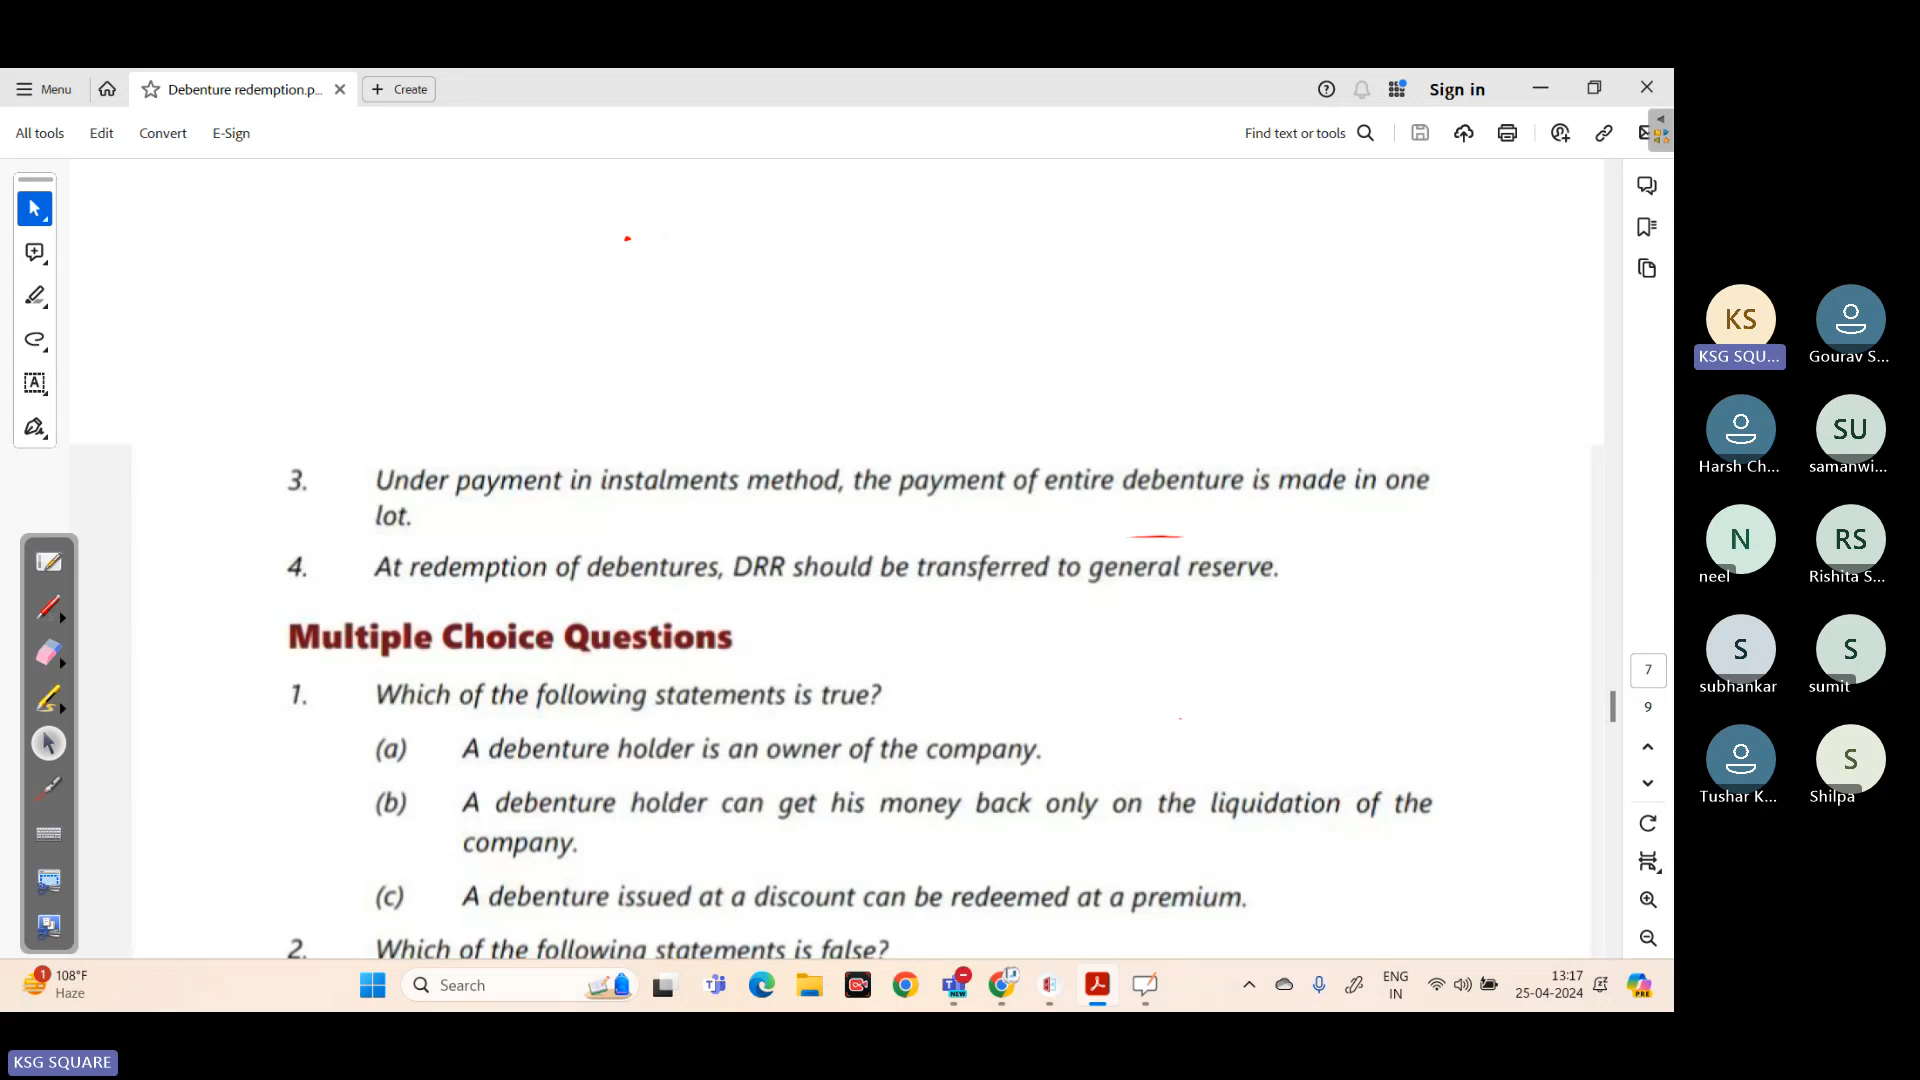 Menu
Debenture redemption.p...
Create
Sign in
All tools
Edit
Convert
E-Sign
Find text or tools
3. Under payment in instalments method, the payment of entire debenture is made in one
lot.
4. At redemption of debentures, DRR should be transferred to general reserve.
Multiple Choice Questions
1. Which of the following statements is true?
(a) A debenture holder is an owner of the company.
(b) A debenture holder can get his money back only on the liquidation of the
company.
(c) A debenture issued at a discount can be redeemed at a premium.
2. Which of the following statements is false?
7
9
KS
KSG SQU...
Gourav S...
Harsh Ch...
SU
samanwi...
N
neel
RS
Rishita S...
S
subhankar
S
sumit
Tushar K...
S
Shilpa
1
108°F
Haze
Search
NEW
ENG
IN
13:17
25-04-2024
PRE
KSG SQUARE